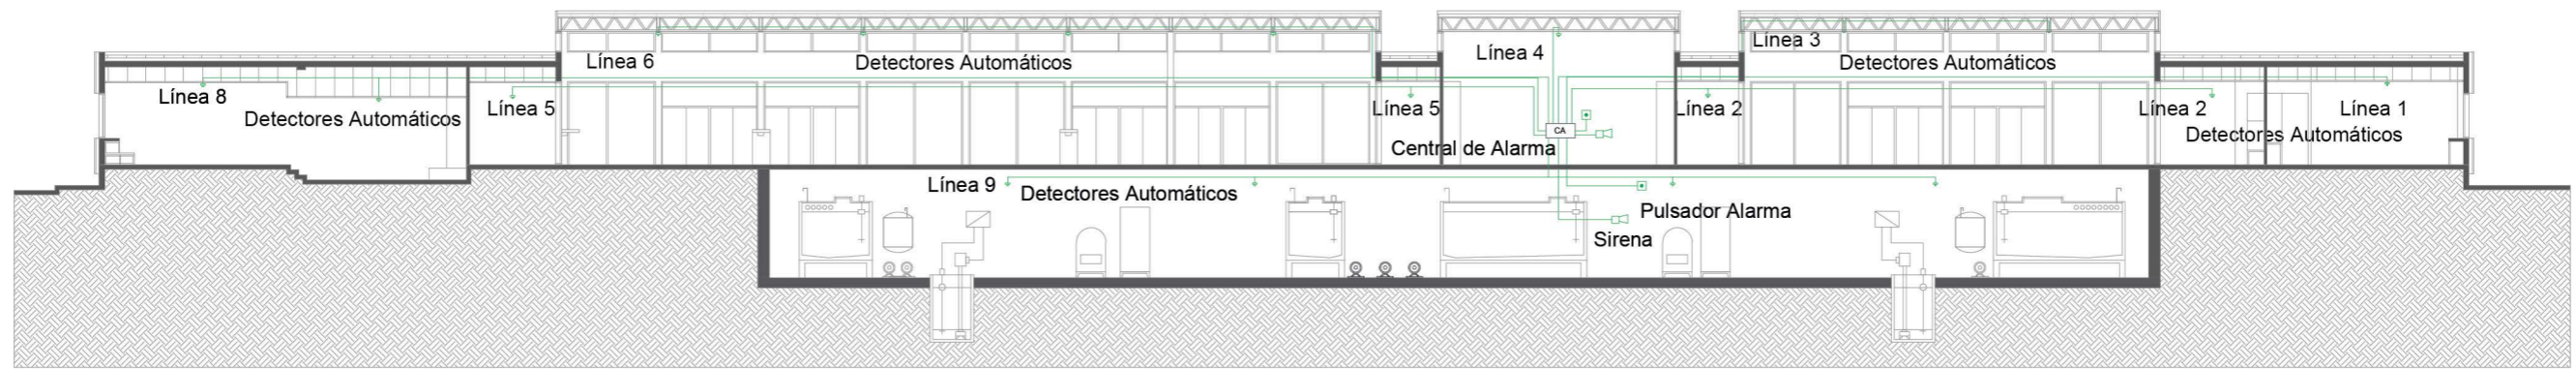 Línea 6
Detectores Automáticos
Línea 4
Línea 3
Detectores Automáticos
Línea 8
Detectores Automáticos
Línea 5
Línea 5
Línea 2
Línea 2
Línea 1
Detectores Automáticos
CA
Central de Alarma
Línea 9
Detectores Automáticos
Pulsador Alarma
Sirena